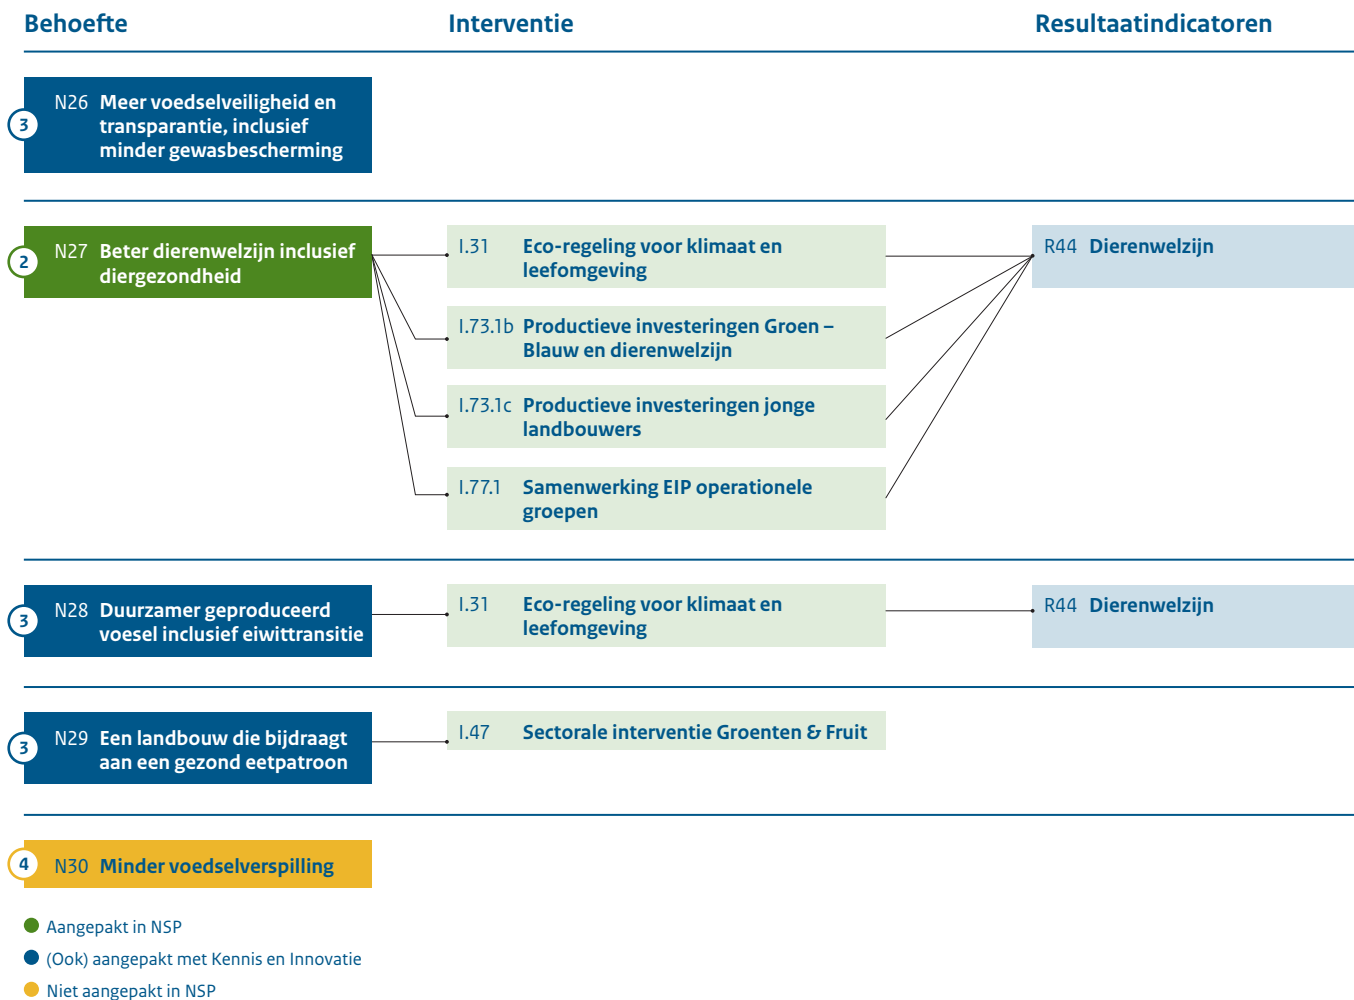 Behoefte
Interventie
Resultaatindicatoren
3
N26 Meer voedselveiligheid en
transparantie, inclusief
minder gewasbescherming
2
N27 Beter dierenwelzijn inclusief
diergezondheid
I.31 Eco-regeling voor klimaat en
leefomgeving
R44 Dierenwelzijn
I.73.1b Productieve investeringen Groen –
Blauw en dierenwelzijn
I.73.1c Productieve investeringen jonge
landbouwers
I.77.1 Samenwerking EIP operationele
groepen
3
N28 Duurzamer geproduceerd
voesel inclusief eiwittransitie
I.31 Eco-regeling voor klimaat en
leefomgeving
R44 Dierenwelzijn
3
N29 Een landbouw die bijdraagt
aan een gezond eetpatroon
I.47 Sectorale interventie Groenten & Fruit
4
N30 Minder voedselverspilling
Aangepakt in NSP
(Ook) aangepakt met Kennis en Innovatie
Niet aangepakt in NSP